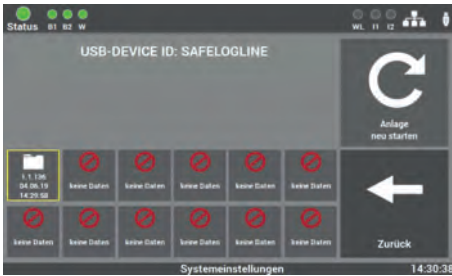 Status B1 B2 W WL I1 I2
USB-DEVICE ID: SAFELOGLINE
Anlage
neu starten
1.1.136
04.06.19
14:29:58
keine Daten keine Daten keine Daten keine Daten keine Daten
keine Daten keine Daten keine Daten keine Daten keine Daten keine Daten
Zurück
Systemeinstellungen 14:30:38